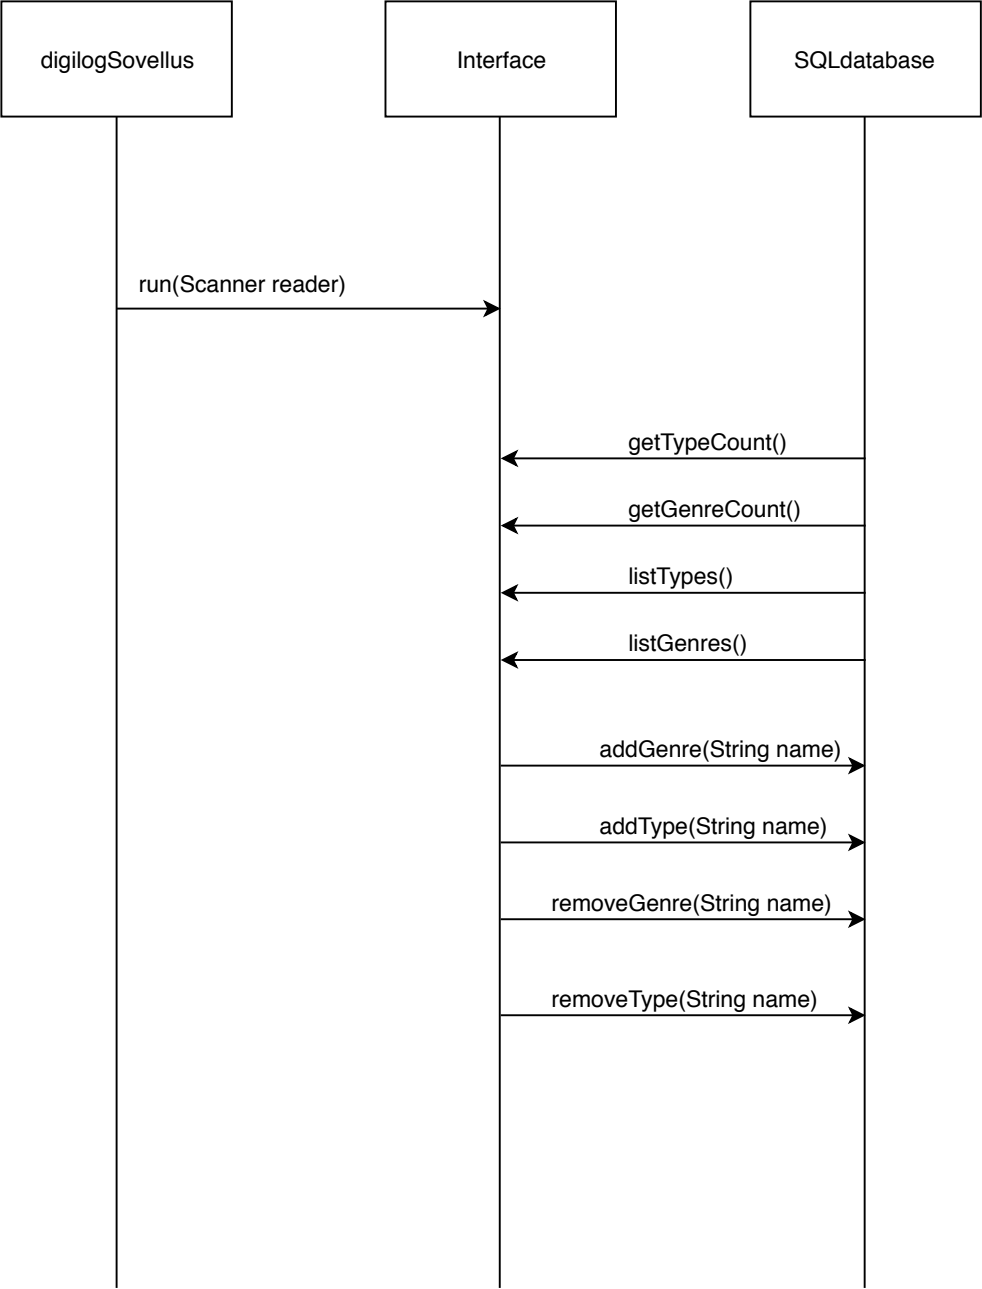 digilogSovellus
Interface
SQLdatabase
run(Scanner reader)
getTypeCount()
getGenreCount()
listTypes()
listGenres()
addGenre(String name)
addType(String name)
removeGenre(String name)
removeType(String name)